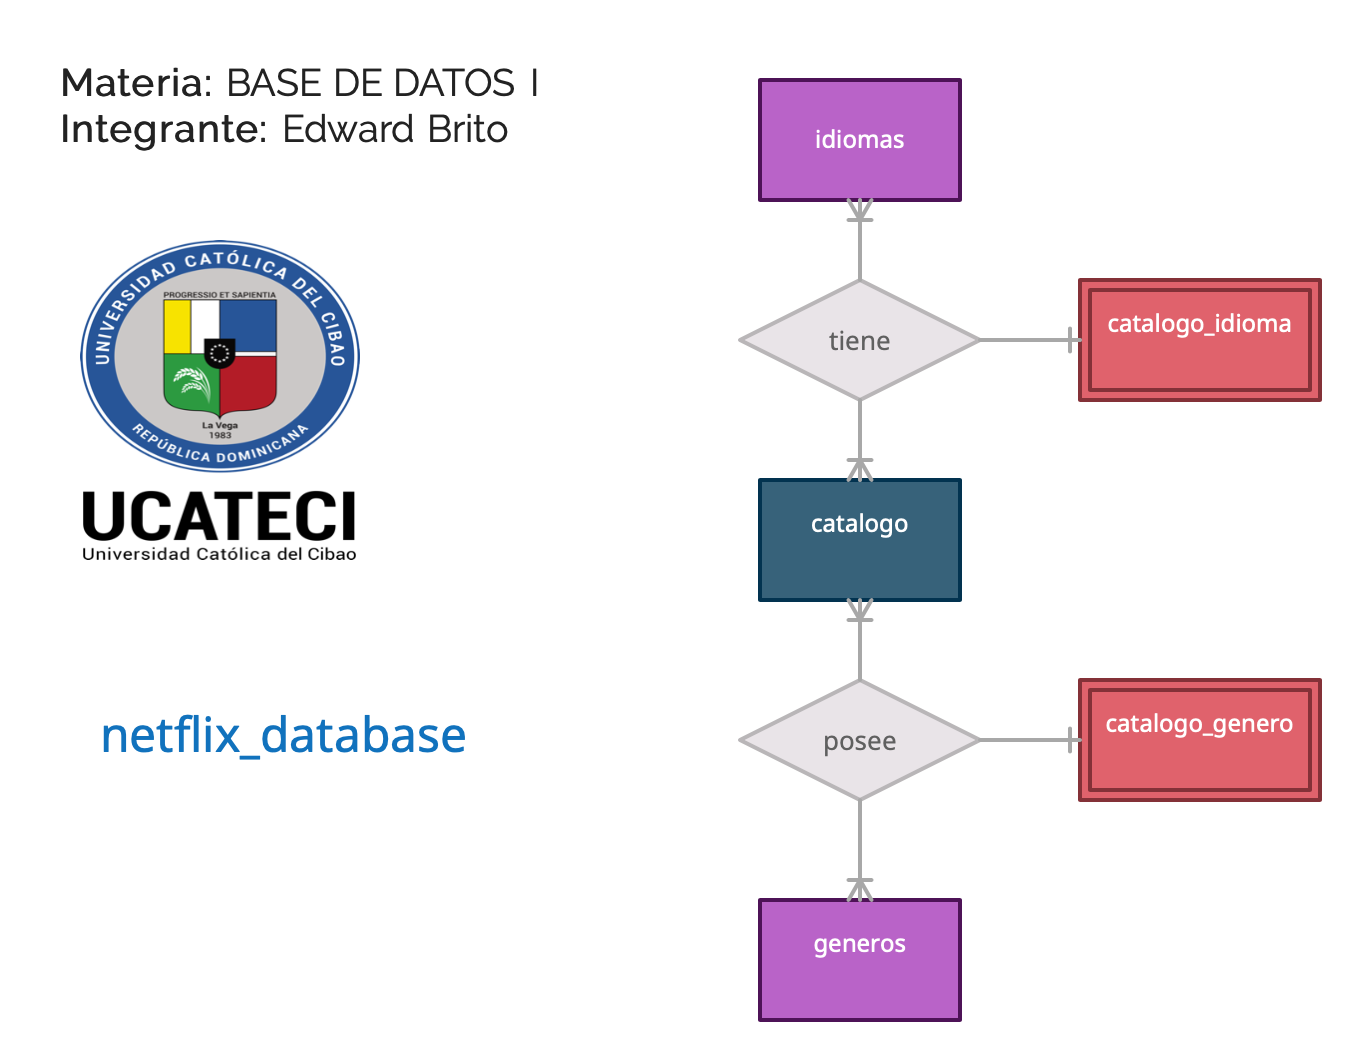 Materia: BASE DE DATOS I
Integrante: Edward Brito
UNIVERSIDAD CATÓLICA DEL CIBAO
PROGRESSIO ET SAPIENTIA
La Vega
1983
REPÚBLICA DOMINICANA
UCATECI
Universidad Católica del Cibao
netflix_database
idiomas
tiene
catalogo_idioma
catalogo
posee
catalogo_genero
generos